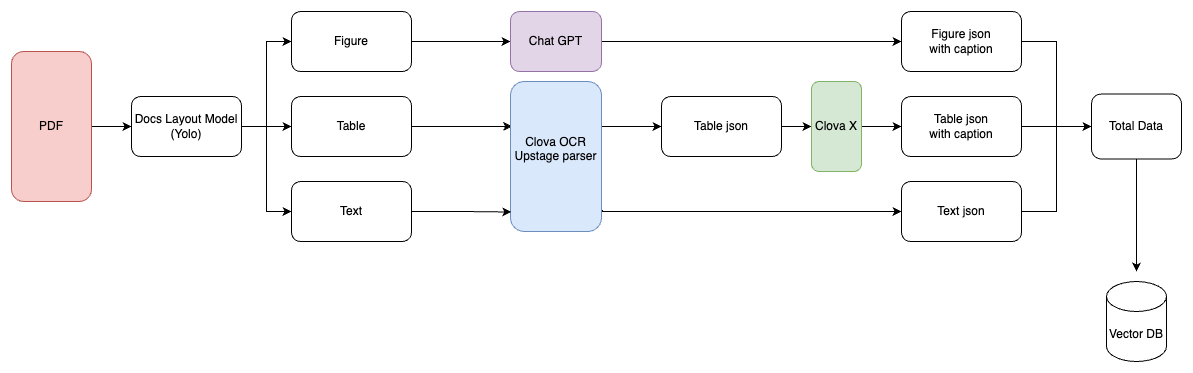 PDF
Docs Layout Model
(Yolo)
Figure
Table
Text
Chat GPT
Clova OCR
Upstage parser
Table json
Clova X
Figure json
with caption
Table json
with caption
Text json
Total Data
Vector DB